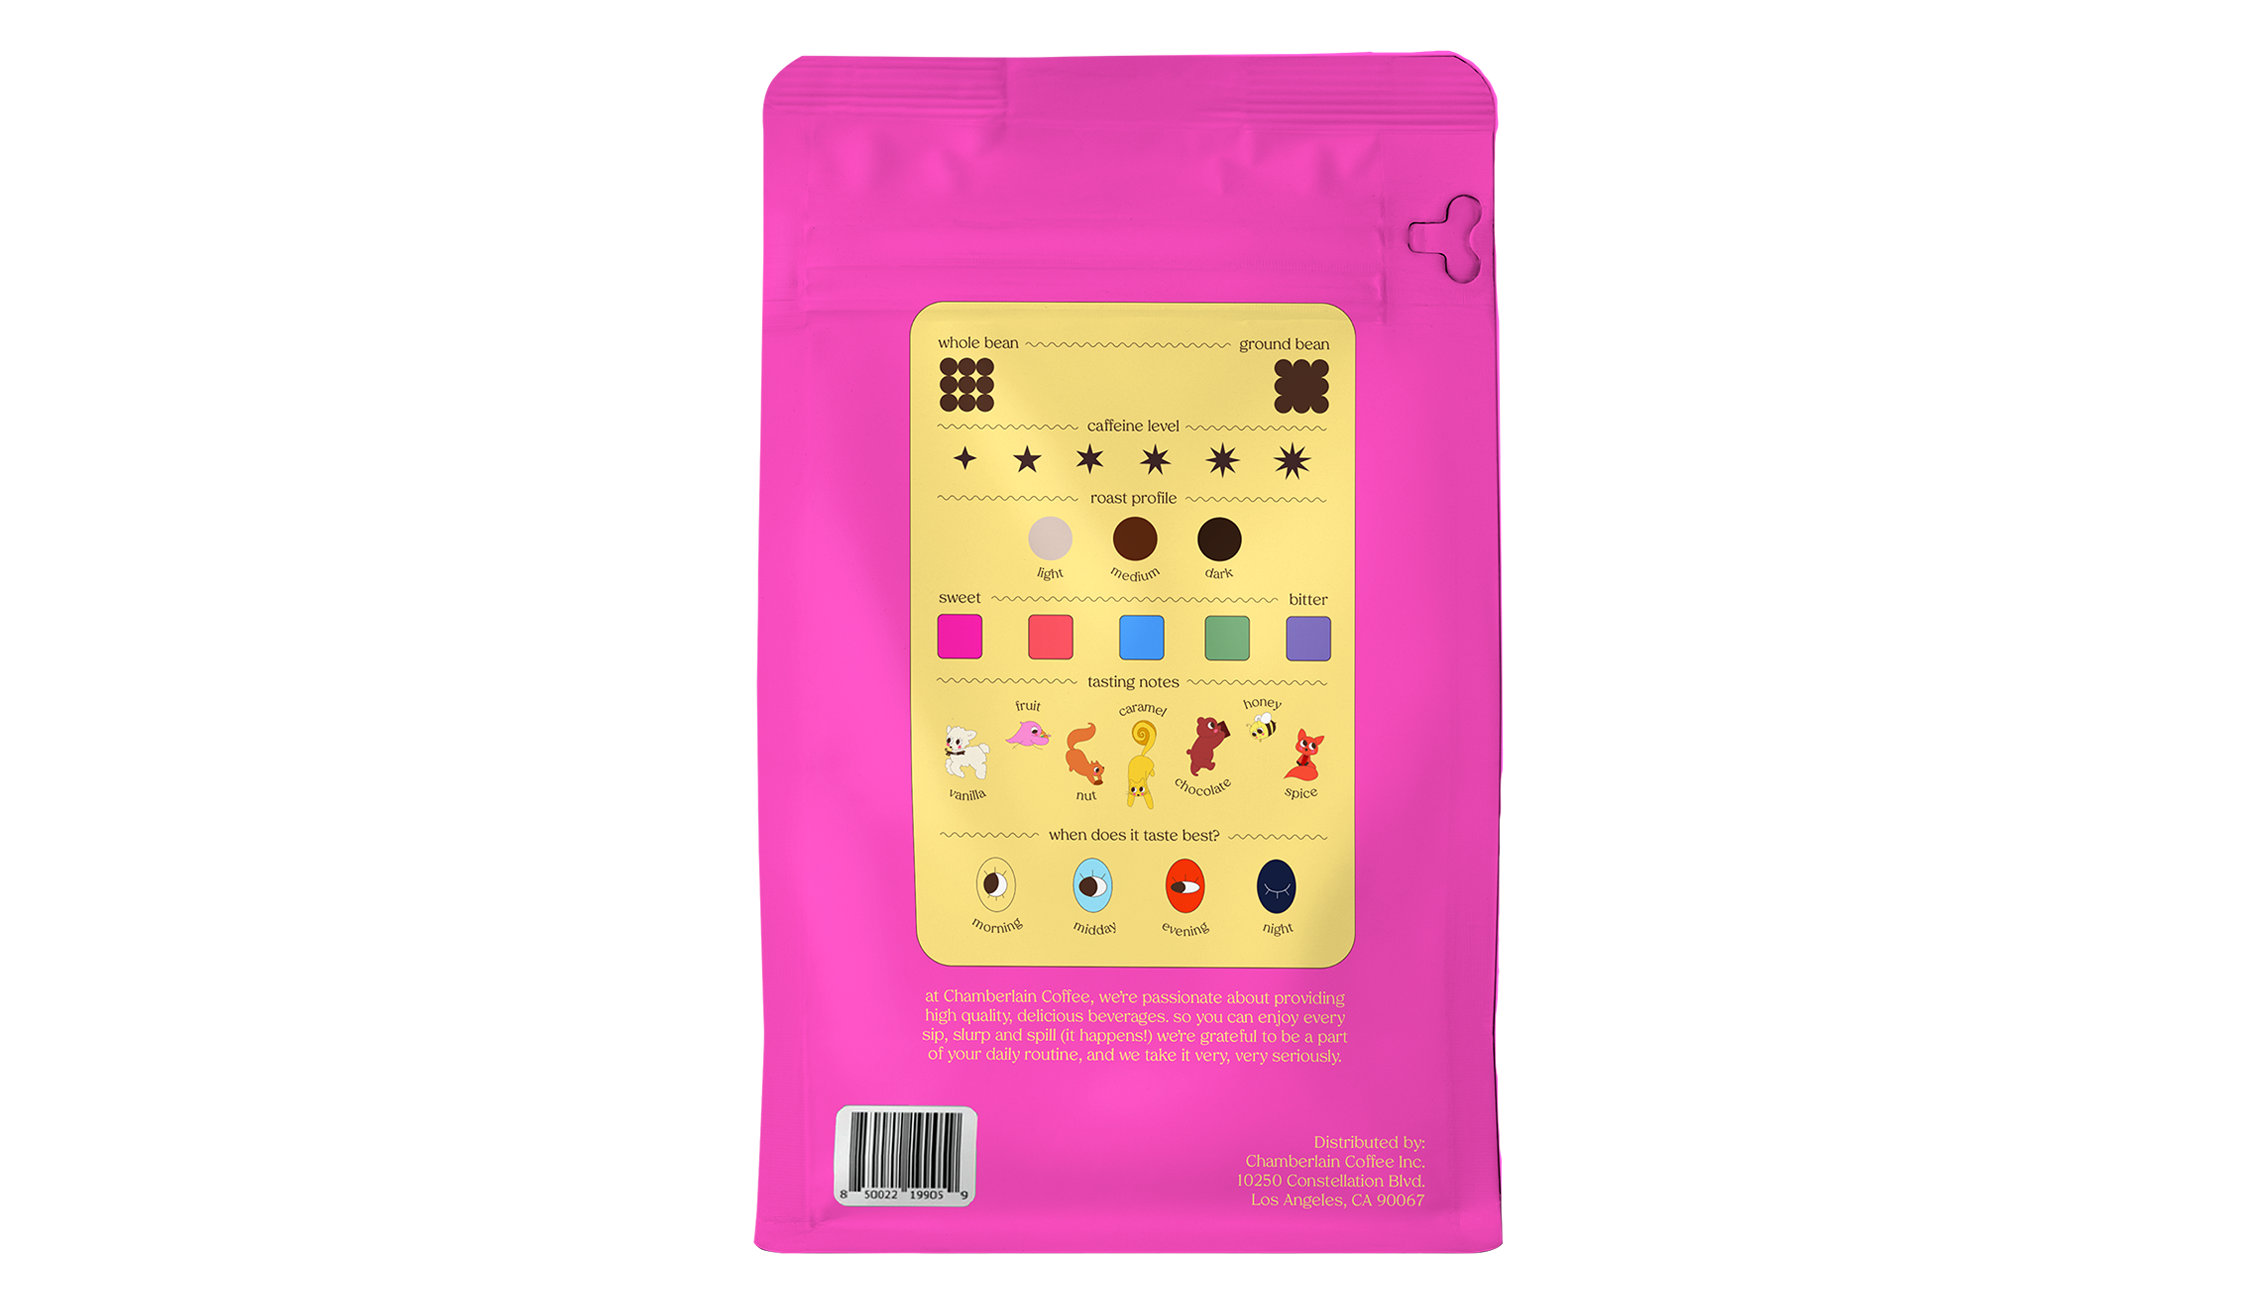 whole bean ground bean
caffeine level
roast profile
light medium dark
sweet bitter
tasting notes
fruit caramel honey
vanilla nut chocolate spice
when does it taste best?
morning midday evening night
at Chamberlain Coffee, we're passionate about providing
high quality, delicious beverages. so you can enjoy every
sip, slurp and spill (it happens!) we're grateful to be a part
of your daily routine, and we take it very, very seriously.
8 50022 19905 9
Distributed by:
Chamberlain Coffee Inc.
10250 Constellation Blvd.
Los Angeles, CA 90067